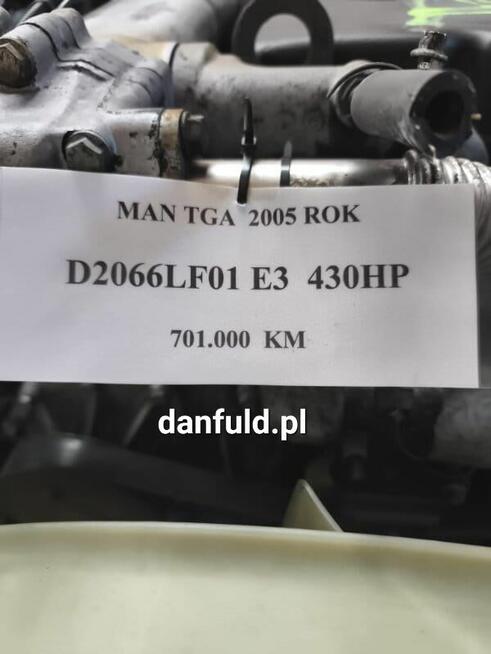 MAN TGA 2005 ROK
D2066LF01 E3 430HP
701.000 KM
danfuld.pl